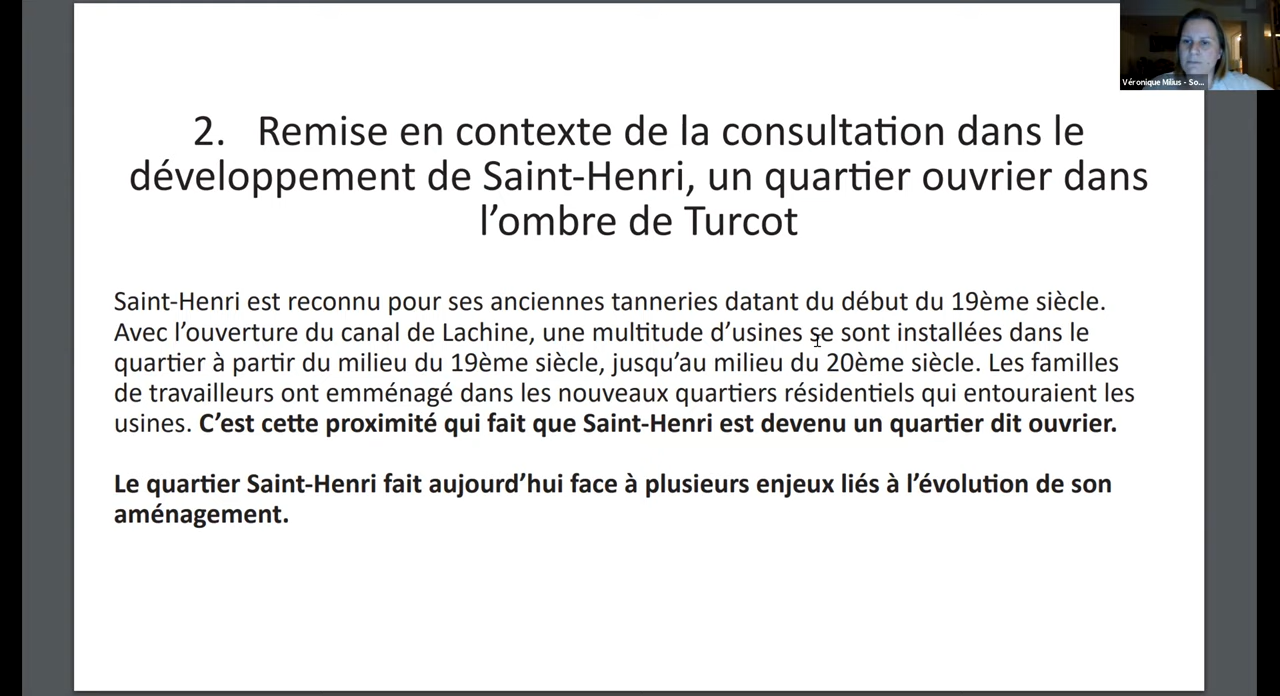 Véronique Milius - So...
2. Remise en contexte de la consultation dans le
développement de Saint-Henri, un quartier ouvrier dans
l’ombre de Turcot
Saint-Henri est reconnu pour ses anciennes tanneries datant du début du 19ème siècle.
Avec l’ouverture du canal de Lachine, une multitude d’usines se sont installées dans le
quartier à partir du milieu du 19ème siècle, jusqu’au milieu du 20ème siècle. Les familles
de travailleurs ont emménagé dans les nouveaux quartiers résidentiels qui entouraient les
usines. C’est cette proximité qui fait que Saint-Henri est devenu un quartier dit ouvrier.
Le quartier Saint-Henri fait aujourd’hui face à plusieurs enjeux liés à l’évolution de son
aménagement.